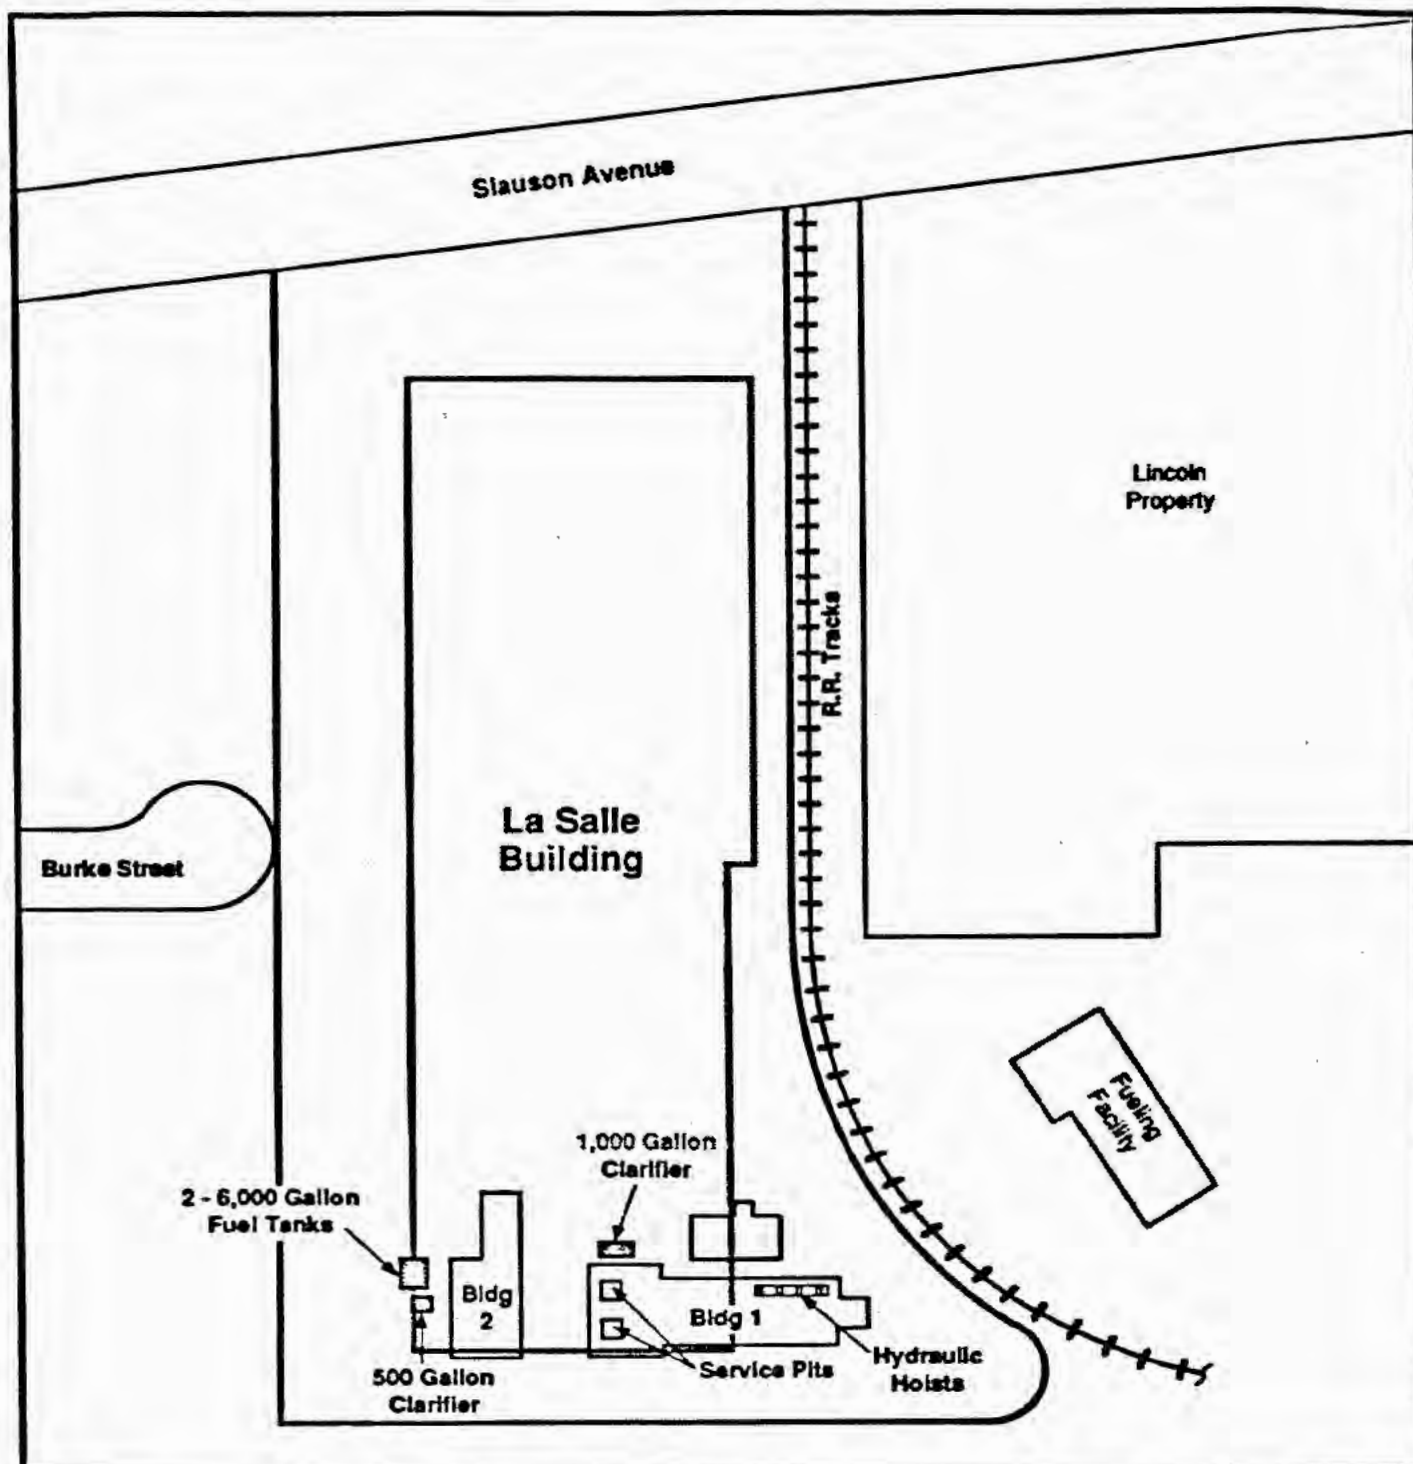 Slauson Avenue
Lincoln
Property
R.R. Tracks
La Salle
Building
Burke Street
Fueling
Facility
1,000 Gallon
Clarifier
2 - 6,000 Gallon
Fuel Tanks
Bldg
2
Bldg 1
Service Pits
Hydraulic
Hoists
500 Gallon
Clarifier